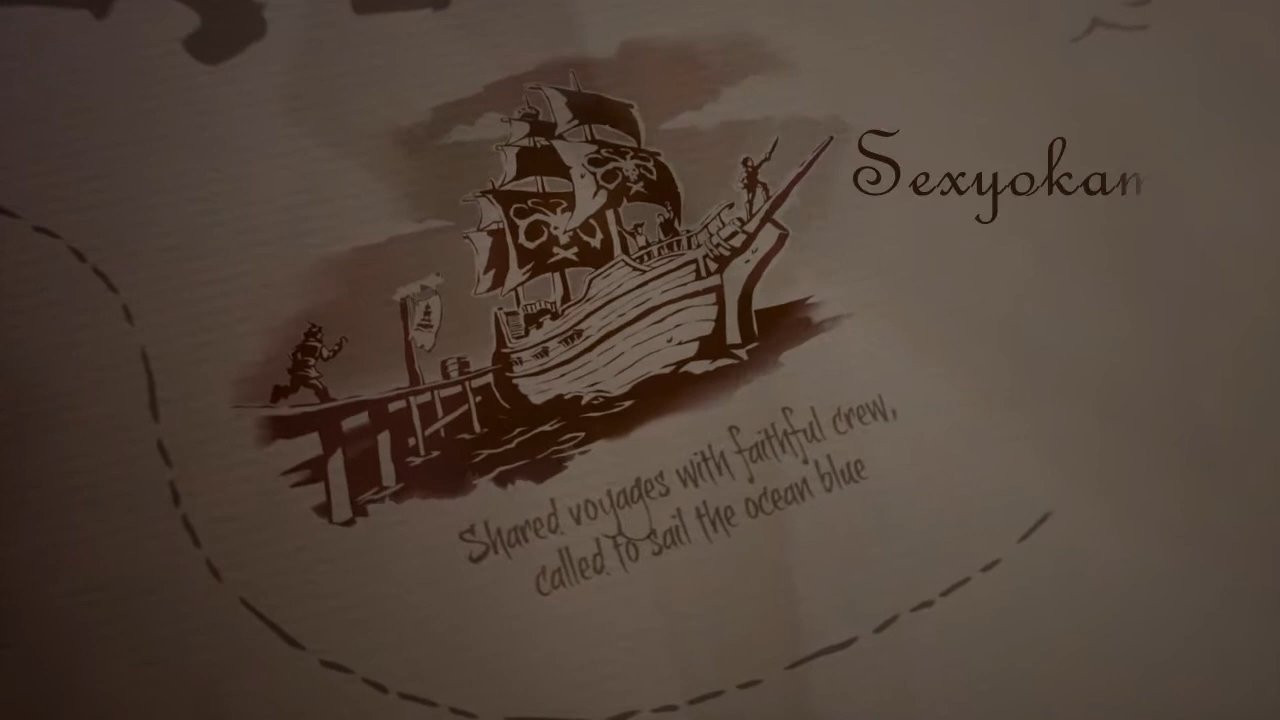 Sexyokan
Shared voyages with faithful crew,
called to sail the ocean blue